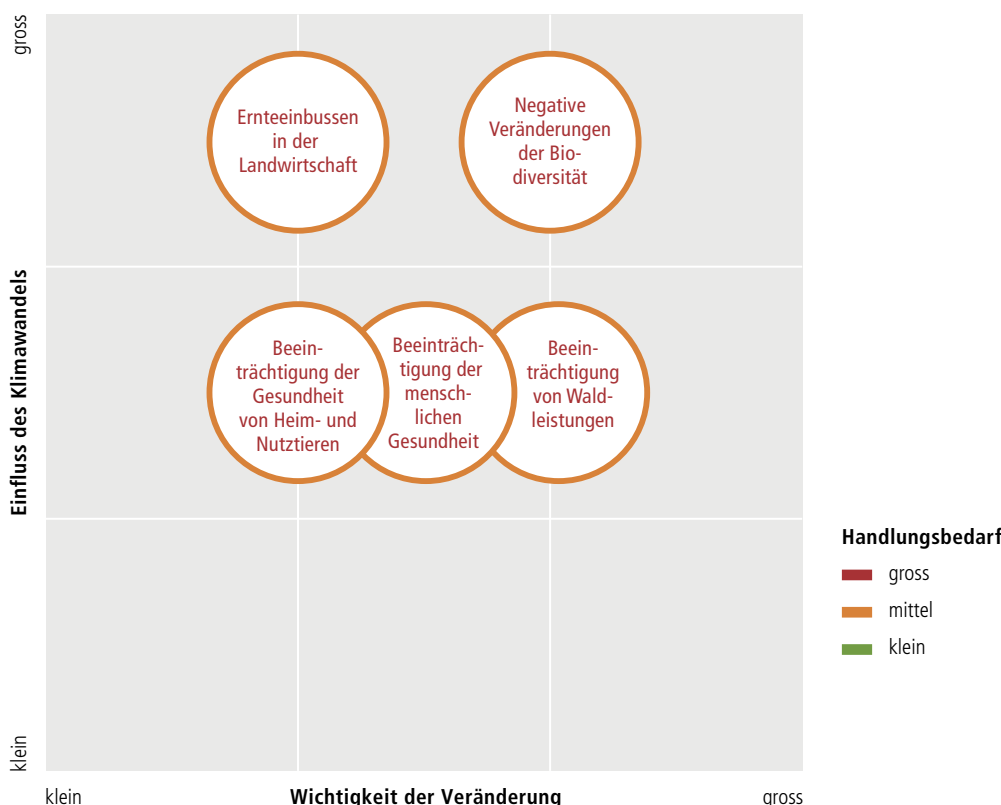 gross
Einfluss des Klimawandels
klein
Ernteeinbussen
in der
Landwirtschaft
Negative
Veränderungen
der Bio-
diversität
Beein-
trächtigung der
Gesundheit
von Heim- und
Nutztieren
Beeinträch-
tigung der
mensch-
lichen
Gesundheit
Beein-
trächtigung
von Wald-
leistungen
Handlungsbedarf
gross
mittel
klein
klein
Wichtigkeit der Veränderung
gross